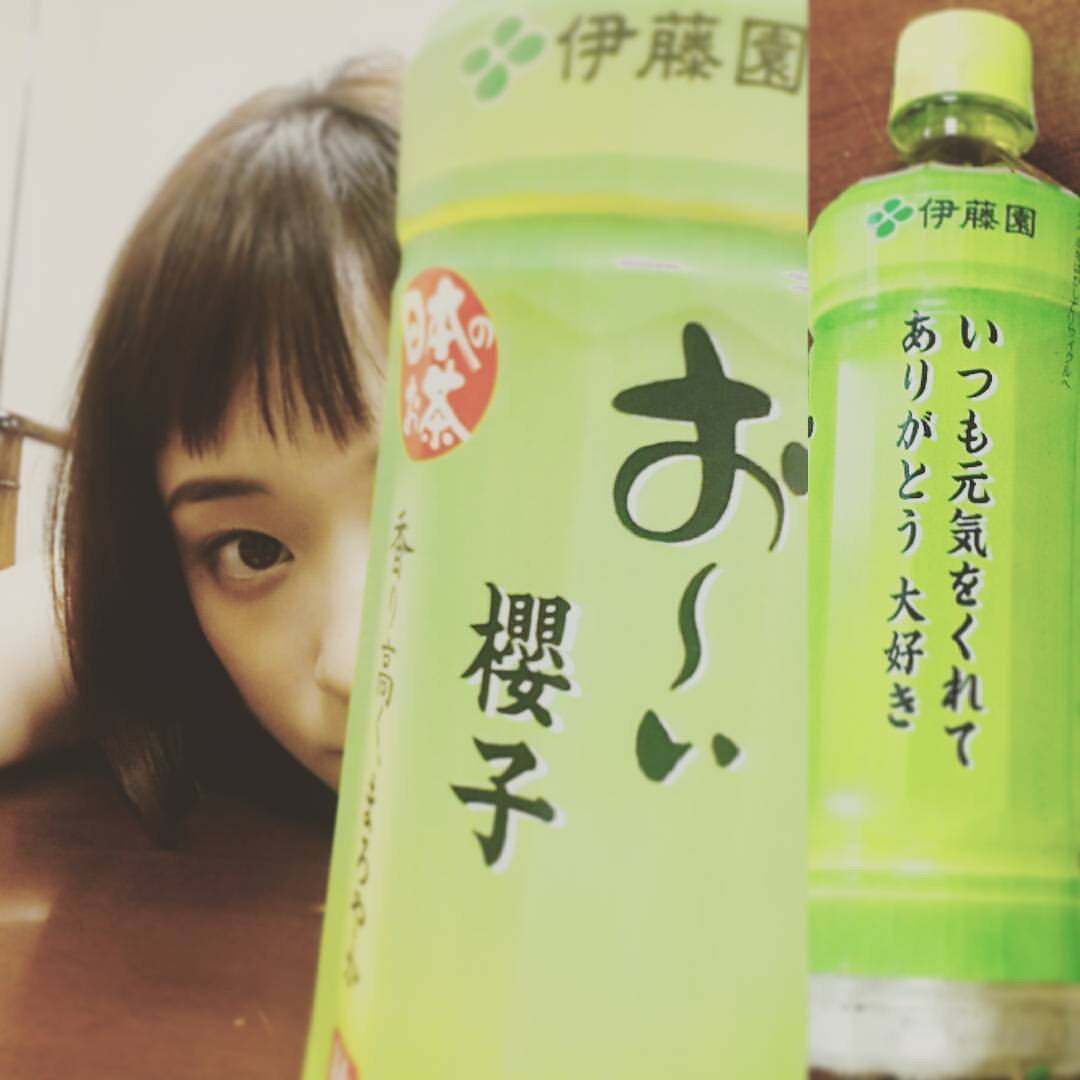 伊藤園
日本の
お茶
お〜い
櫻子
香り高く、まろやか
伊藤園
いつも元気をくれて
ありがとう 大好き